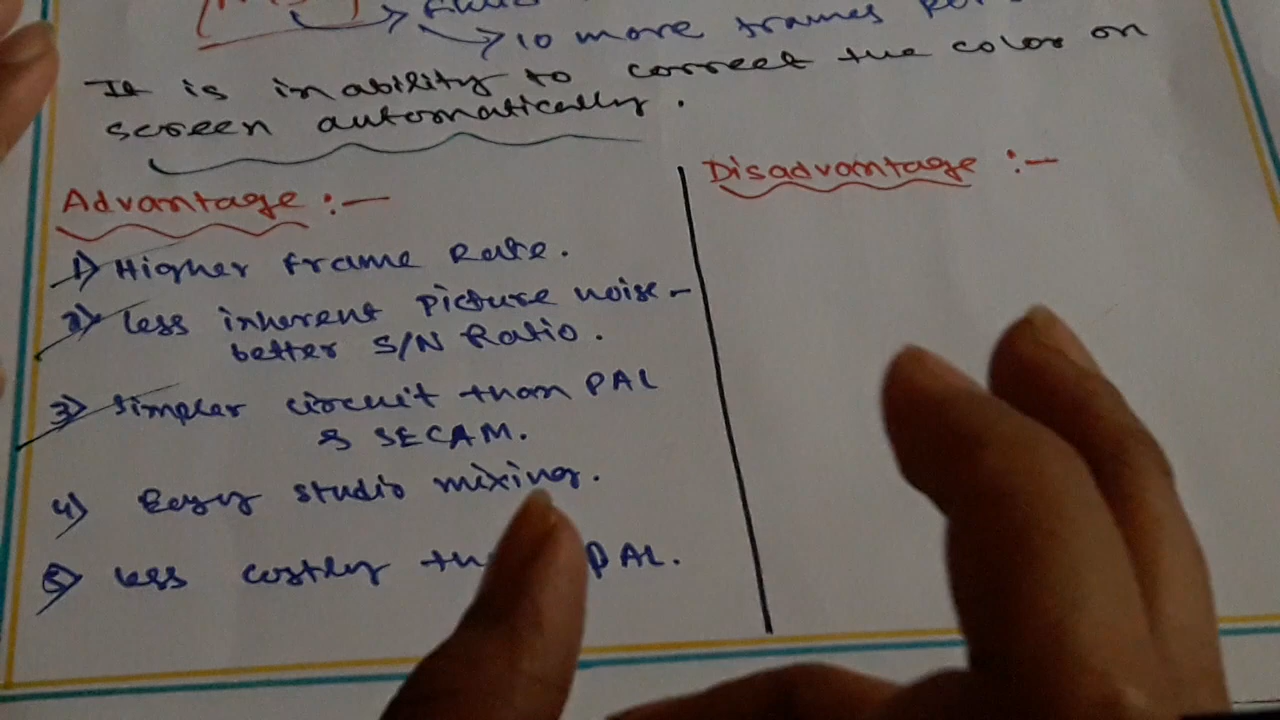 10 more frames
It is inability to correct the color on
screen automatically.
Advantage :-
1) Higher frame Rate.
2) Less inherent picture noise -
better S/N Ratio.
3) Simpler circuit than PAL
& SECAM.
4) Easy studio mixing.
5) Less costly PAL.
Disadvantage :-